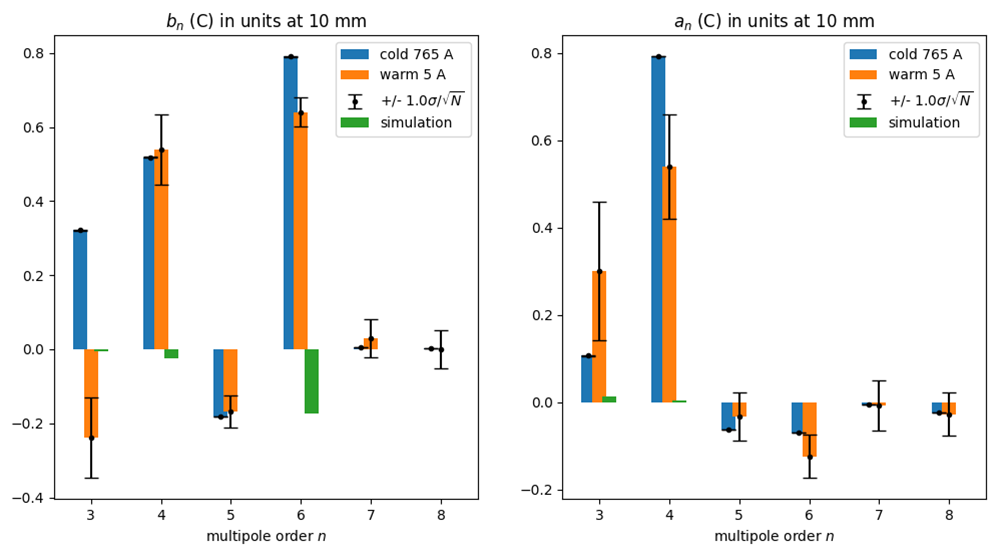 bₙ (C) in units at 10 mm
0.8
0.6
0.4
0.2
0.0
−0.2
−0.4
3 4 5 6 7 8
multipole order n
cold 765 A
warm 5 A
+/- 1.0σ/√N
simulation
aₙ (C) in units at 10 mm
0.8
0.6
0.4
0.2
0.0
−0.2
3 4 5 6 7 8
multipole order n
cold 765 A
warm 5 A
+/- 1.0σ/√N
simulation